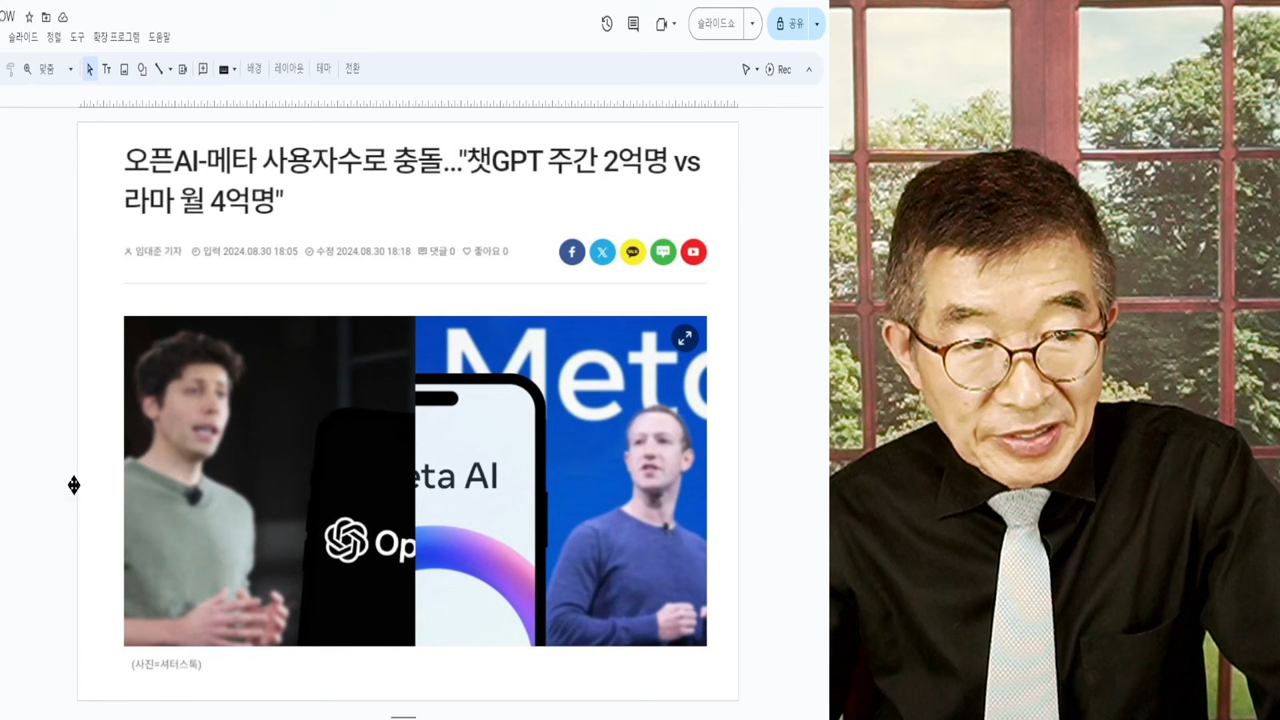 OW
슬라이드 정렬 도구 확장 프로그램 도움말
슬라이드쇼
공유
맞춤
Tr
배경 레이아웃 테마 전환
Rec
오픈AI-메타 사용자수로 충돌..."챗GPT 주간 2억명 vs
라마 월 4억명"
임대준 기자 입력 2024.08.30 18:05 수정 2024.08.30 18:18 댓글 0 좋아요 0
f
X
TALK
Meta
eta AI
Op
(사진=셔터스톡)